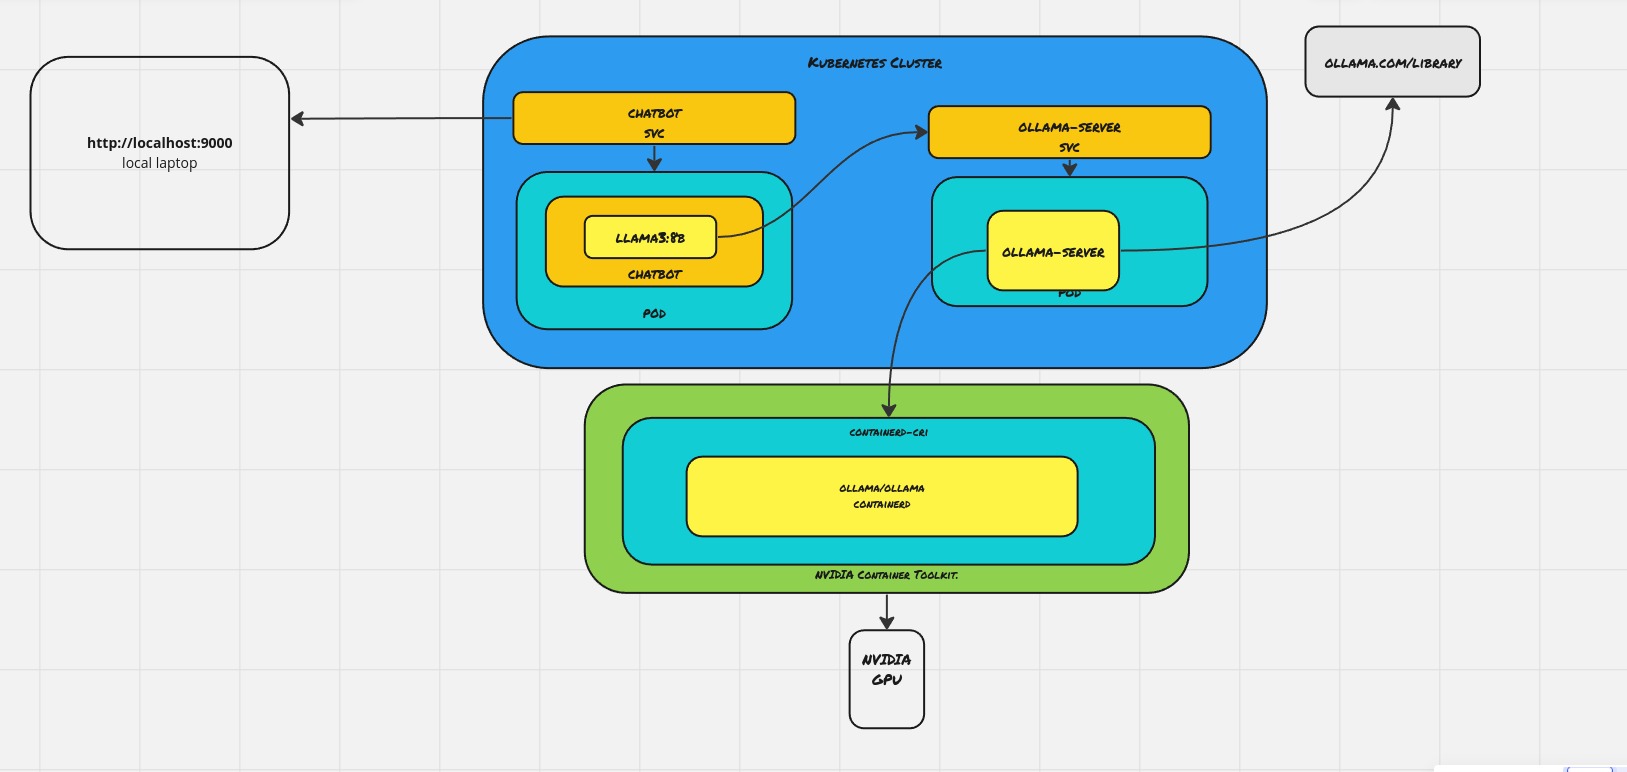 Kubernetes Cluster
ollama.com/library
chatbot
svc
ollama-server
svc
http://localhost:9000
local laptop
llama3:8b
chatbot
pod
ollama-server
pod
containerd-cri
ollama/ollama
containerd
NVIDIA Container Toolkit.
NVIDIA
GPU